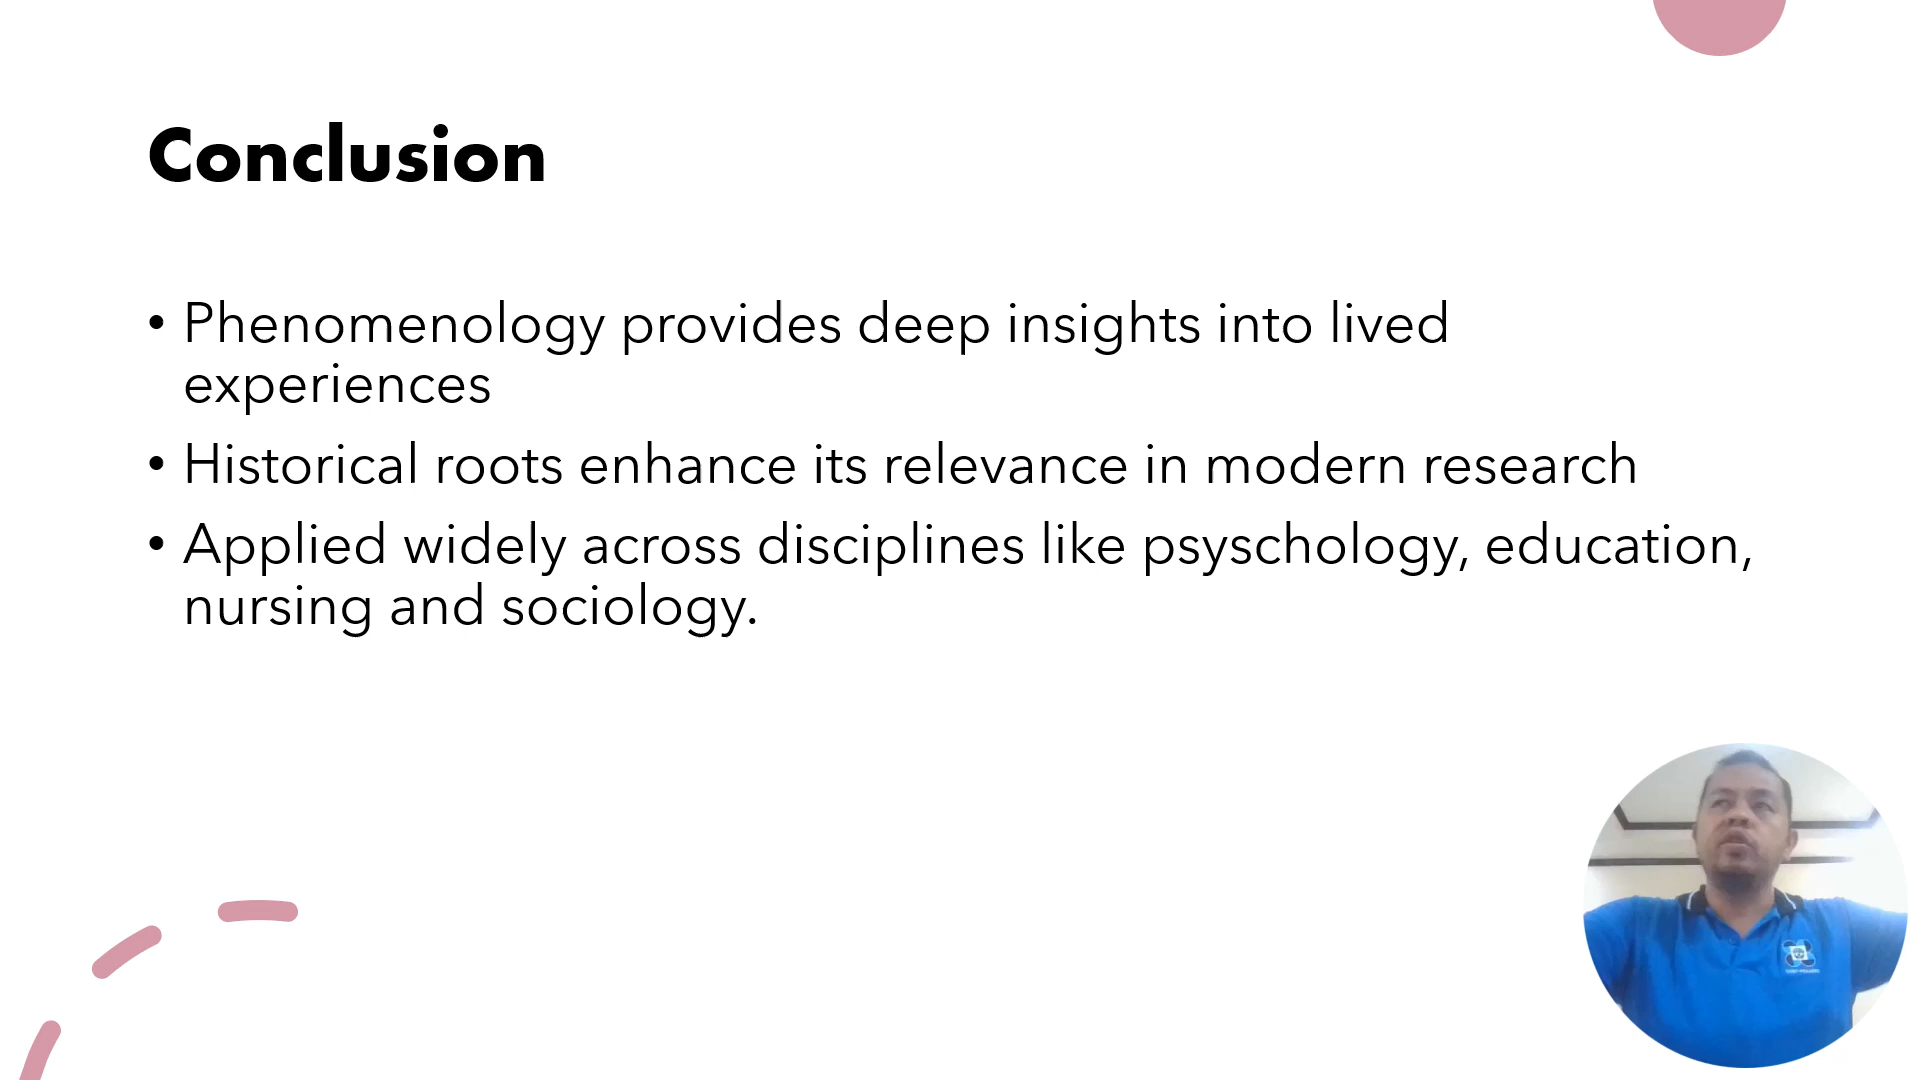 Conclusion
• Phenomenology provides deep insights into lived
experiences
• Historical roots enhance its relevance in modern research
• Applied widely across disciplines like psyschology, education,
nursing and sociology.